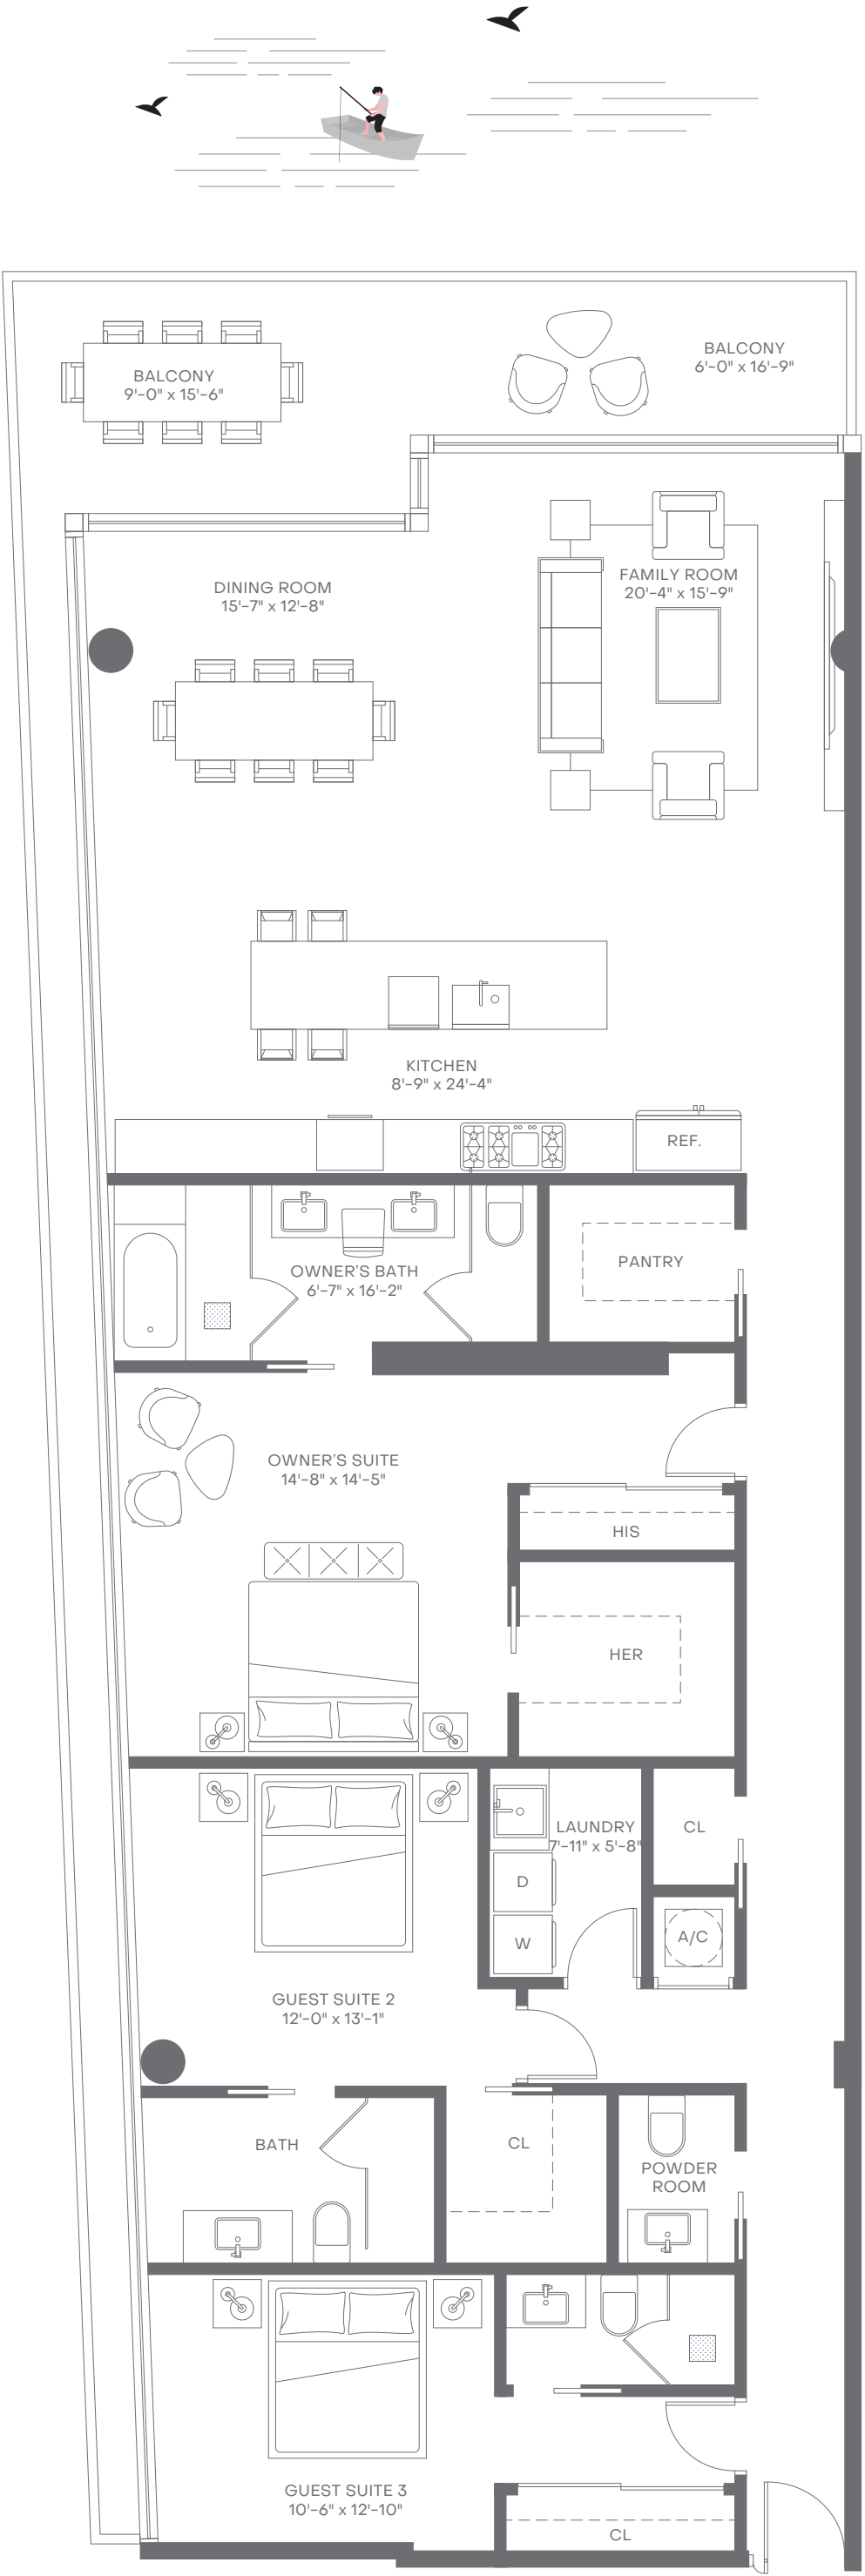 BALCONY
9'-0" x 15'-6"
BALCONY
6'-0" x 16'-9"
DINING ROOM
15'-7" x 12'-8"
FAMILY ROOM
20'-4" x 15'-9"
KITCHEN
8'-9" x 24'-4"
REF.
OWNER'S BATH
6'-7" x 16'-2"
PANTRY
OWNER'S SUITE
14'-8" x 14'-5"
HIS
HER
LAUNDRY
7'-11" x 5'-8"
CL
D
W
A/C
GUEST SUITE 2
12'-0" x 13'-1"
BATH
CL
POWDER
ROOM
GUEST SUITE 3
10'-6" x 12'-10"
CL